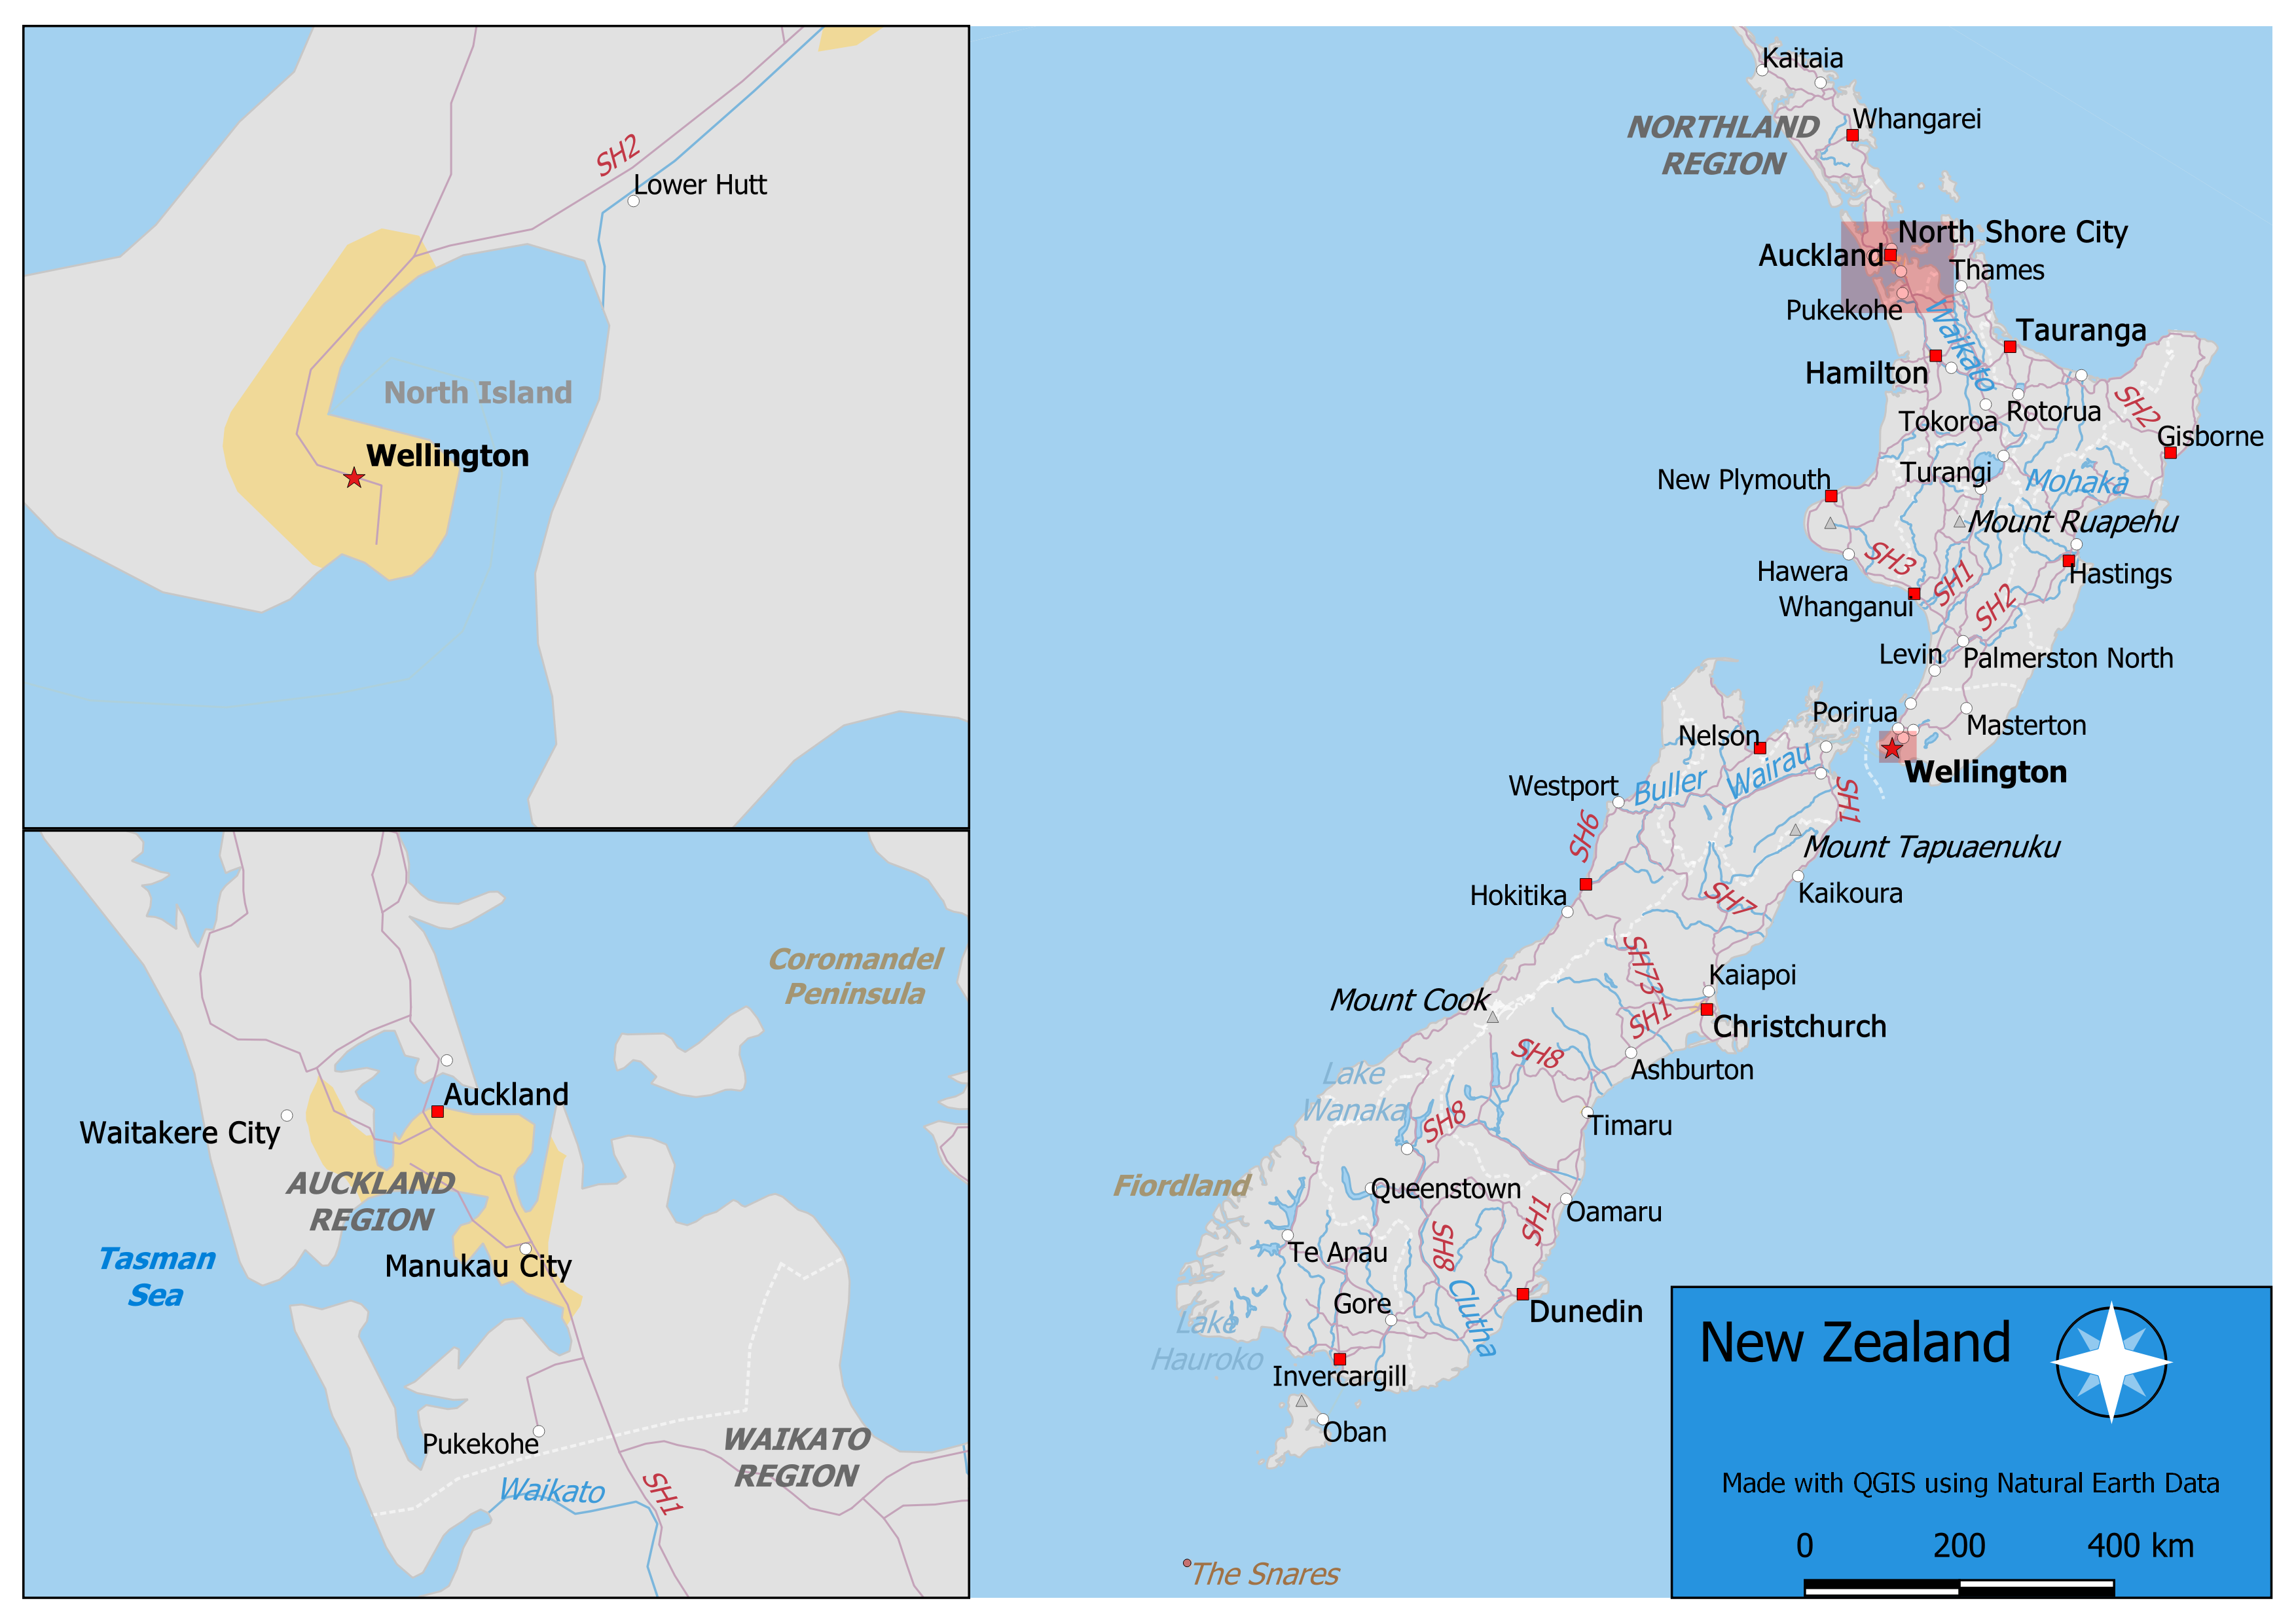 SH2
Lower Hutt
North Island
Wellington
Coromandel
Peninsula
Auckland
Waitakere City
AUCKLAND
REGION
Tasman
Sea
Manukau City
Pukekohe
WAIKATO
REGION
Waikato
SH1
Kaitaia
Whangarei
NORTHLAND
REGION
North Shore City
Auckland
Thames
Pukekohe
Waikato
Tauranga
Hamilton
SH2
Tokoroa
Rotorua
Gisborne
New Plymouth
Turangi
Mohaka
Mount Ruapehu
SH3
Hawera
SH1
Hastings
Whanganui
SH2
Levin
Palmerston North
Porirua
Masterton
Nelson
Wellington
Westport
Buller
Wairau
SH1
SH6
Mount Tapuaenuku
Hokitika
SH7
Kaikoura
SH73
Kaiapoi
Mount Cook
SH1
Christchurch
SH8
Ashburton
Lake
Wanaka
SH8
Timaru
Fiordland
Queenstown
SH1
Oamaru
SH8
Te Anau
Gore
Clutha
Dunedin
Lake
Hauroko
Invercargill
Oban
The Snares
New Zealand
Made with QGIS using Natural Earth Data
0 200 400 km